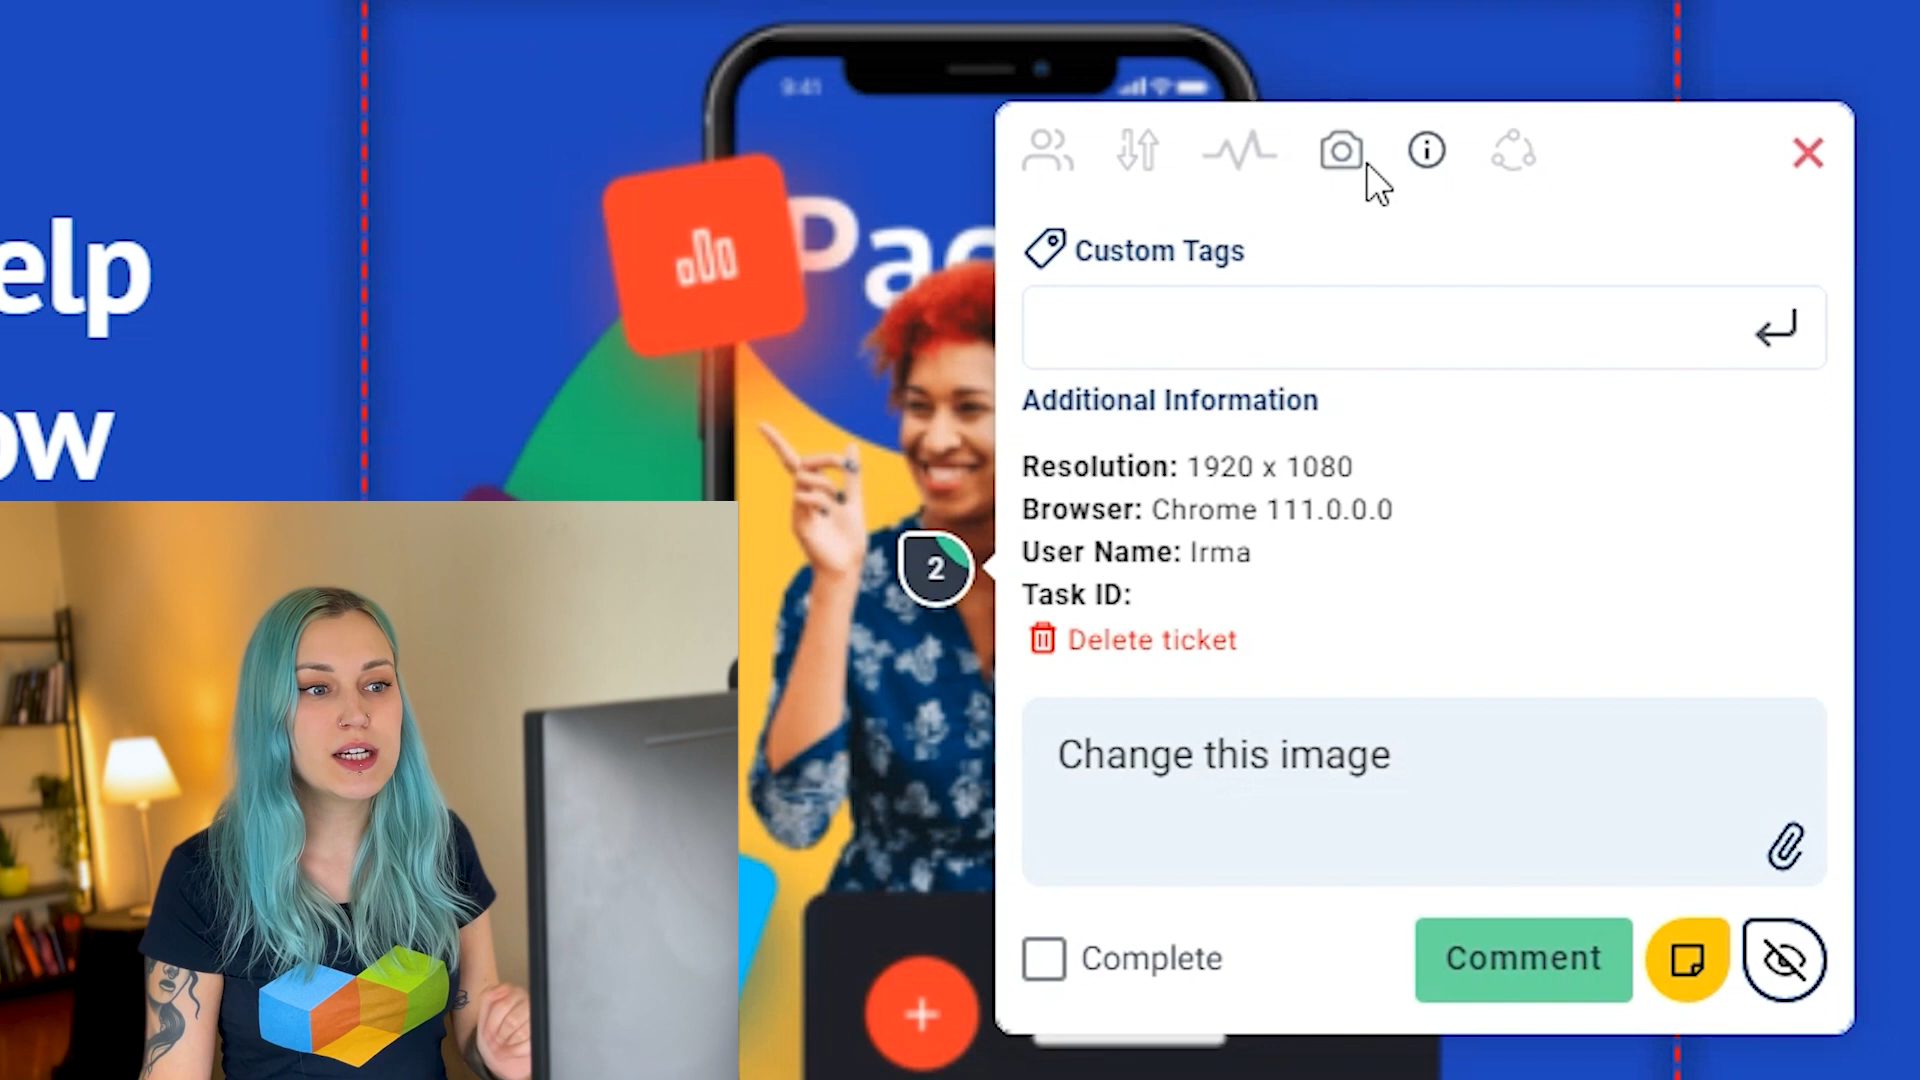 elp
ow
9:41
Pag
Custom Tags
Additional Information
Resolution: 1920 x 1080
Browser: Chrome 111.0.0.0
User Name: Irma
Task ID:
Delete ticket
2
Change this image
Complete
Comment